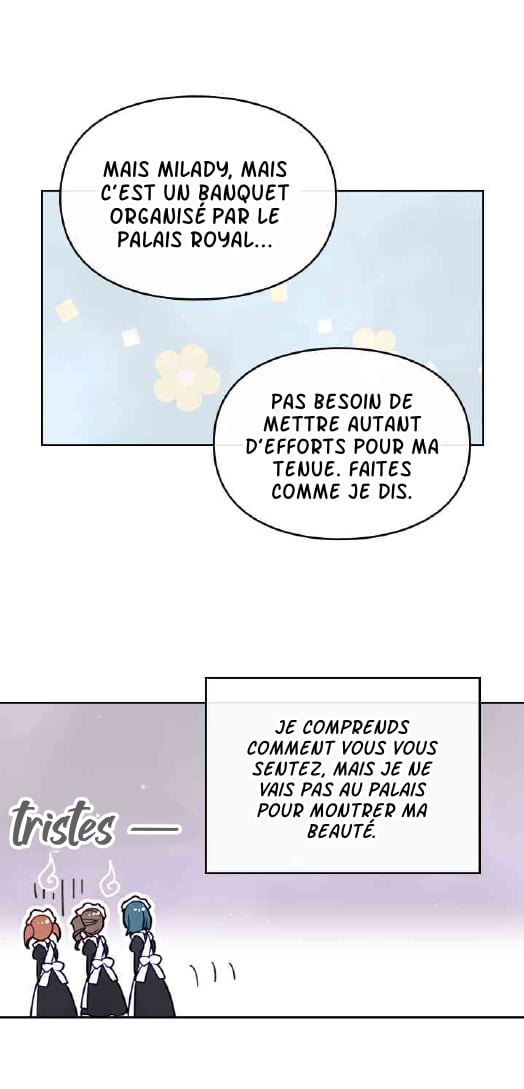 MAIS MILADY, MAIS
C'EST UN BANQUET
ORGANISÉ PAR LE
PALAIS ROYAL...
PAS BESOIN DE
METTRE AUTANT
D'EFFORTS POUR MA
TENUE. FAITES
COMME JE DIS.
JE COMPRENDS
COMMENT VOUS VOUS
SENTEZ, MAIS JE NE
VAIS PAS AU PALAIS
POUR MONTRER MA
BEAUTÉ.
tristes —